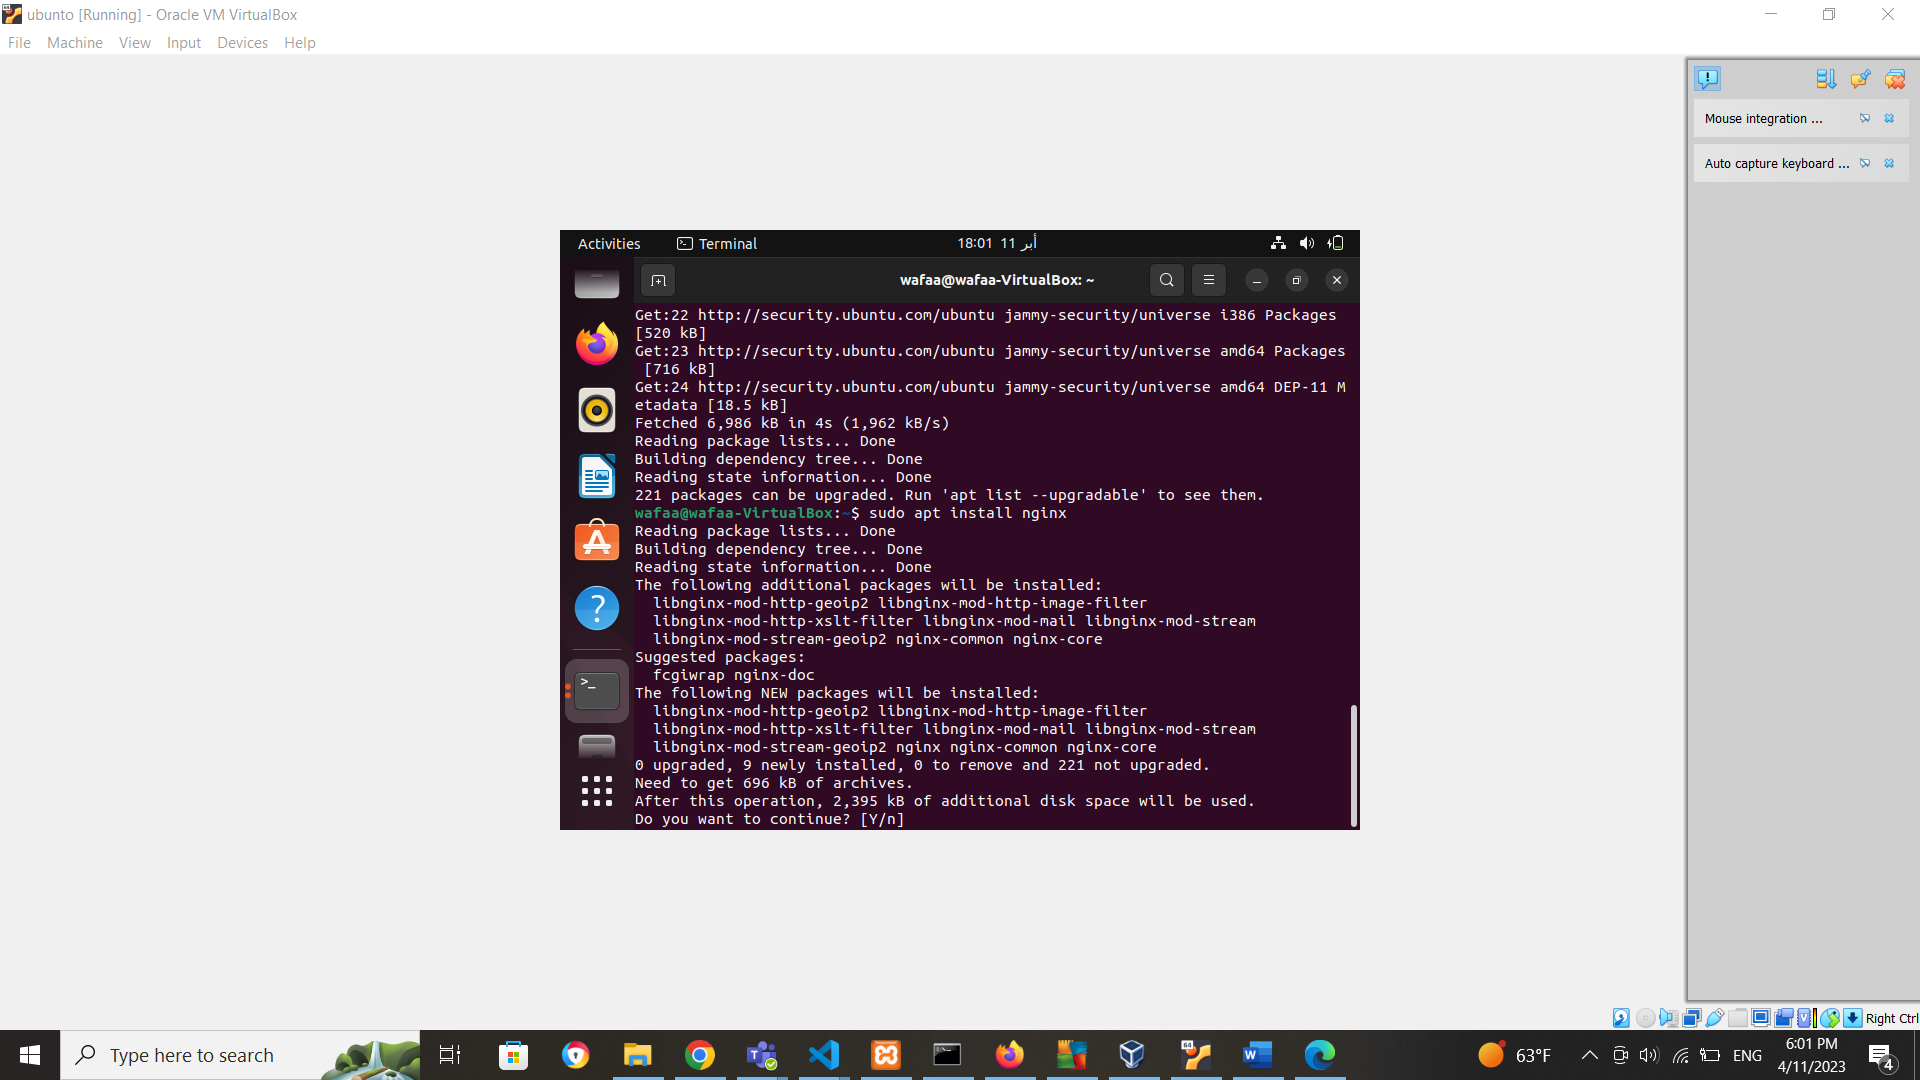 ubunto [Running] - Oracle VM VirtualBox
File Machine View Input Devices Help
Mouse integration ...
Auto capture keyboard ...
Activities Terminal 18:01 11 أبر
wafaa@wafaa-VirtualBox: ~
Get:22 http://security.ubuntu.com/ubuntu jammy-security/universe i386 Packages
[520 kB]
Get:23 http://security.ubuntu.com/ubuntu jammy-security/universe amd64 Packages
[716 kB]
Get:24 http://security.ubuntu.com/ubuntu jammy-security/universe amd64 DEP-11 M
etadata [18.5 kB]
Fetched 6,986 kB in 4s (1,962 kB/s)
Reading package lists... Done
Building dependency tree... Done
Reading state information... Done
221 packages can be upgraded. Run 'apt list --upgradable' to see them.
wafaa@wafaa-VirtualBox:~$ sudo apt install nginx
Reading package lists... Done
Building dependency tree... Done
Reading state information... Done
The following additional packages will be installed:
libnginx-mod-http-geoip2 libnginx-mod-http-image-filter
libnginx-mod-http-xslt-filter libnginx-mod-mail libnginx-mod-stream
libnginx-mod-stream-geoip2 nginx-common nginx-core
Suggested packages:
fcgiwrap nginx-doc
The following NEW packages will be installed:
libnginx-mod-http-geoip2 libnginx-mod-http-image-filter
libnginx-mod-http-xslt-filter libnginx-mod-mail libnginx-mod-stream
libnginx-mod-stream-geoip2 nginx nginx-common nginx-core
0 upgraded, 9 newly installed, 0 to remove and 221 not upgraded.
Need to get 696 kB of archives.
After this operation, 2,395 kB of additional disk space will be used.
Do you want to continue? [Y/n]
Right Ctrl
Type here to search
63°F
ENG
6:01 PM
4/11/2023
4